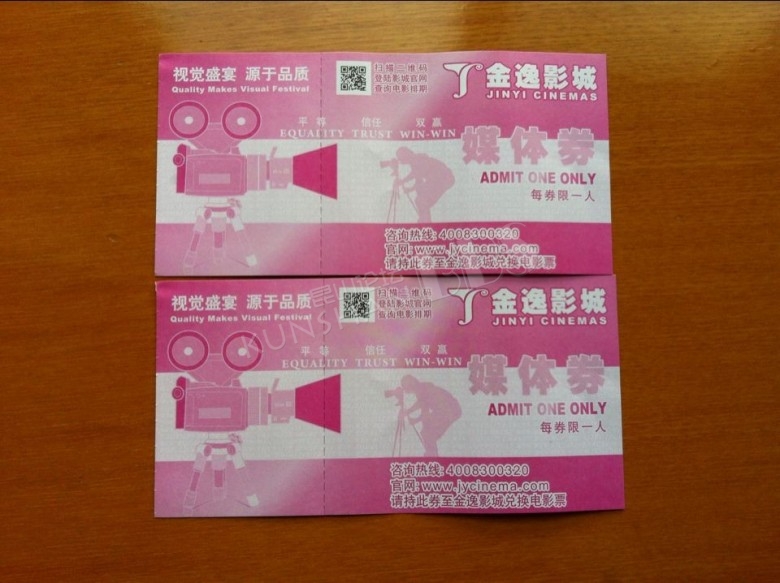 视觉盛宴 源于品质
Quality Makes Visual Festival
扫描二维码
登陆影城官网
查询电影排期
金逸影城
JINYI CINEMAS
平等 信任 双赢
EQUALITY TRUST WIN-WIN
媒体券
ADMIT ONE ONLY
每券限一人
咨询热线:4008300320
官网:www.jycinema.com
请持此券至金逸影城兑换电影票
视觉盛宴 源于品质
Quality Makes Visual Festival
扫描二维码
登陆影城官网
查询电影排期
金逸影城
JINYI CINEMAS
平等 信任 双赢
EQUALITY TRUST WIN-WIN
媒体券
ADMIT ONE ONLY
每券限一人
咨询热线:4008300320
官网:www.jycinema.com
请持此券至金逸影城兑换电影票